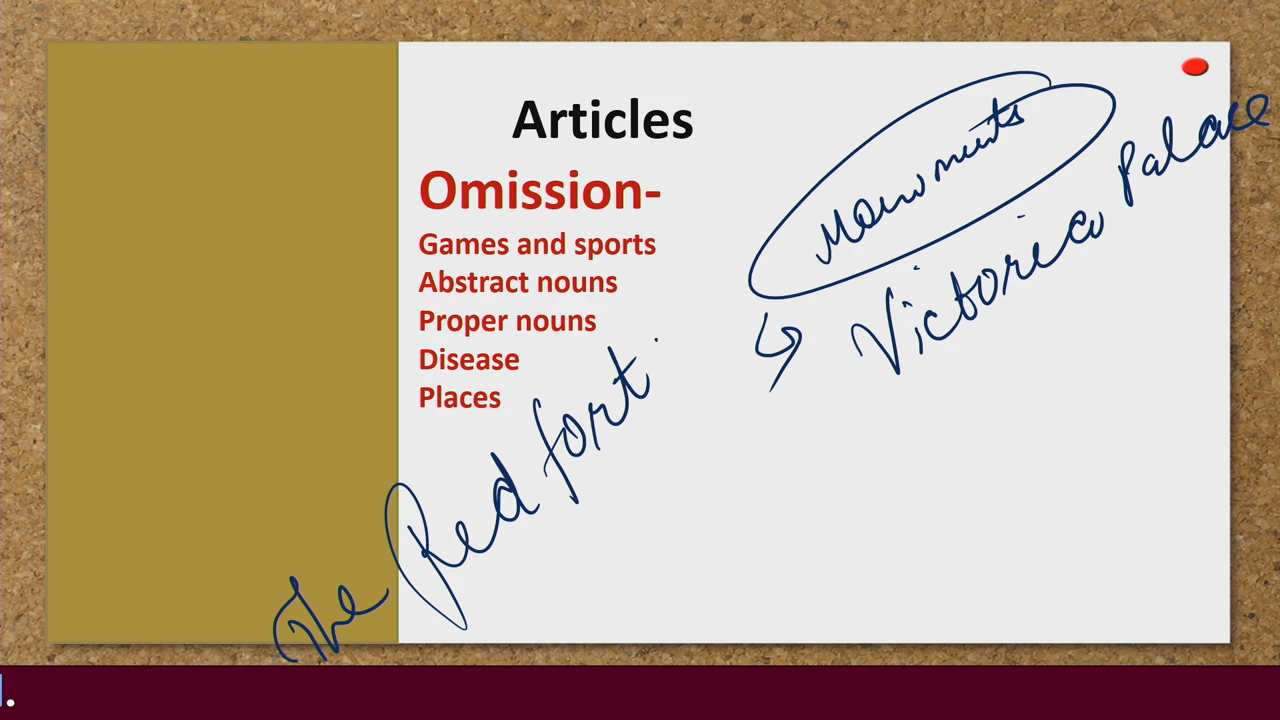 Articles
Omission-
Games and sports
Abstract nouns
Proper nouns
Disease
Places
Monuments
Victoria Palace
The Red fort